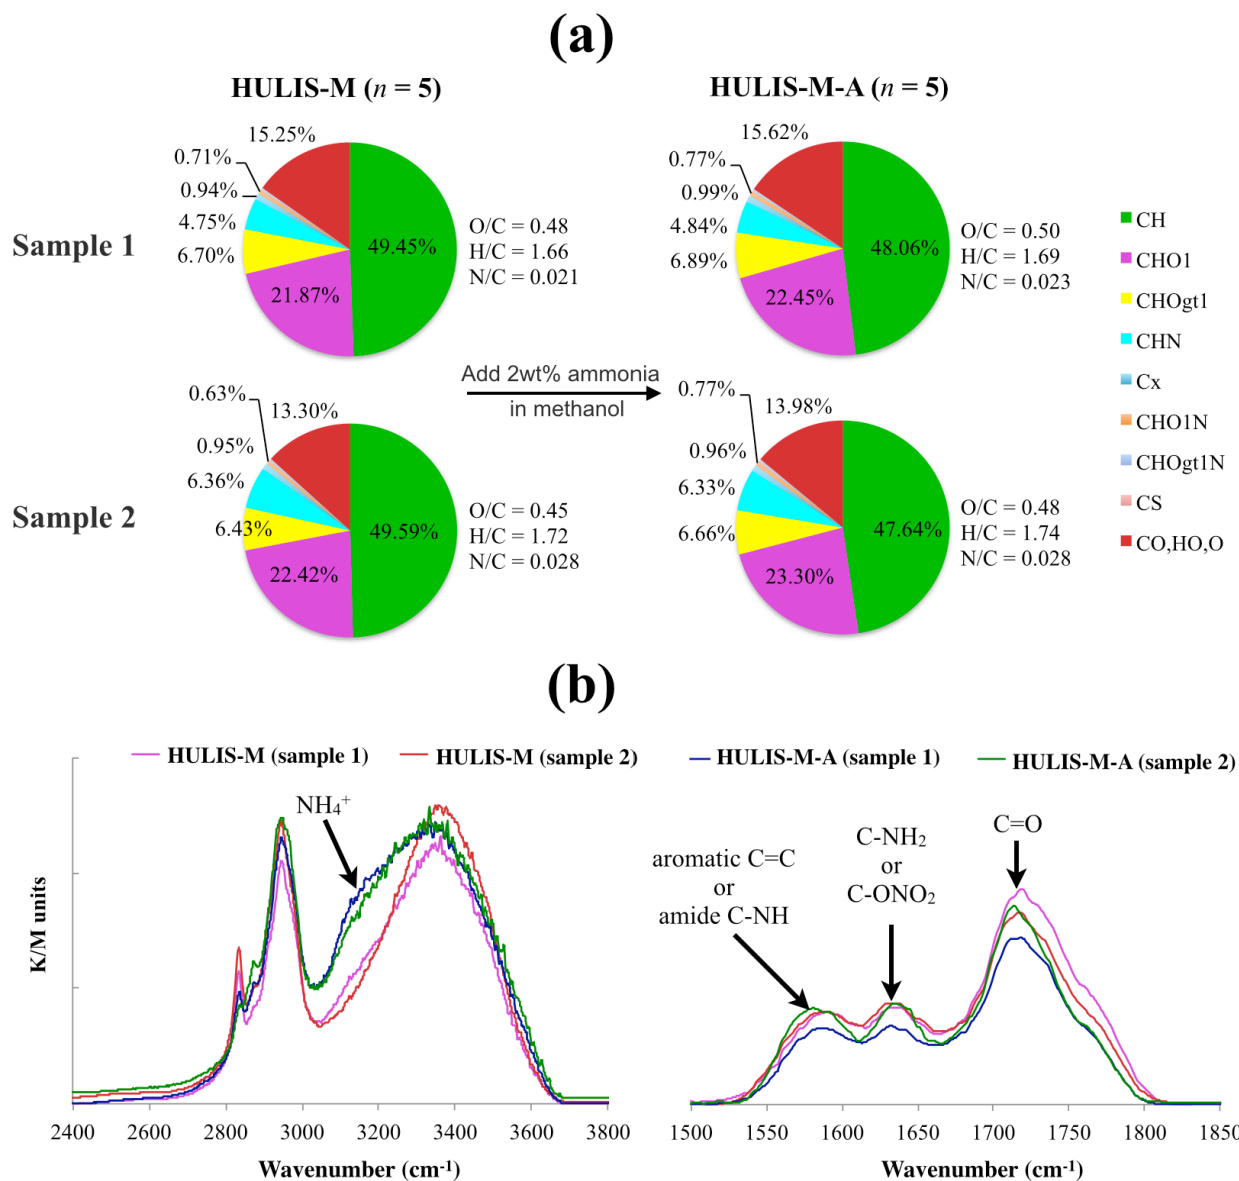 (a)
HULIS-M (n = 5)
HULIS-M-A (n = 5)
Sample 1
15.25%
0.71%
0.94%
4.75%
6.70%
49.45%
21.87%
O/C = 0.48
H/C = 1.66
N/C = 0.021
15.62%
0.77%
0.99%
4.84%
6.89%
48.06%
22.45%
O/C = 0.50
H/C = 1.69
N/C = 0.023
Add 2wt% ammonia
in methanol
Sample 2
0.63%
13.30%
0.95%
6.36%
6.43%
49.59%
22.42%
O/C = 0.45
H/C = 1.72
N/C = 0.028
0.77%
13.98%
0.96%
6.33%
6.66%
47.64%
23.30%
O/C = 0.48
H/C = 1.74
N/C = 0.028
CH
CHO1
CHOgt1
CHN
Cx
CHO1N
CHOgt1N
CS
CO,HO,O
(b)
HULIS-M (sample 1)
HULIS-M (sample 2)
HULIS-M-A (sample 1)
HULIS-M-A (sample 2)
K/M units
NH₄⁺
2400 2600 2800 3000 3200 3400 3600 3800
Wavenumber (cm⁻¹)
aromatic C=C
or
amide C-NH
C-NH₂
or
C-ONO₂
C=O
1500 1550 1600 1650 1700 1750 1800 1850
Wavenumber (cm⁻¹)